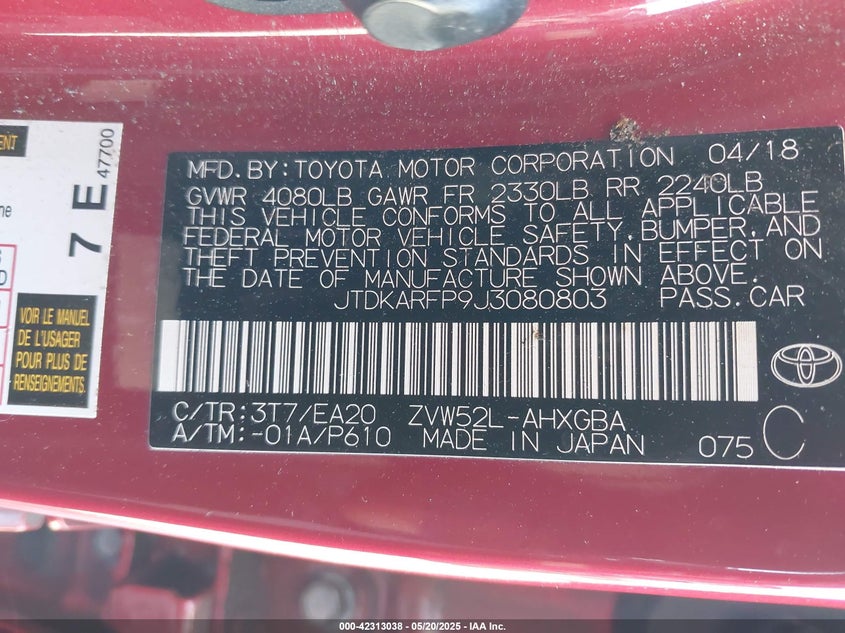 ENT
7 E 47700
ne
S
D
P
VOIR LE MANUEL
DE L'USAGER
POUR PLUS DE
RENSEIGNEMENTS.
MFD. BY: TOYOTA MOTOR CORPORATION 04/18
GVWR 4080LB GAWR FR 2330LB RR 2240LB
THIS VEHICLE CONFORMS TO ALL APPLICABLE
FEDERAL MOTOR VEHICLE SAFETY, BUMPER, AND
THEFT PREVENTION STANDARDS IN EFFECT ON
THE DATE OF MANUFACTURE SHOWN ABOVE.
JTDKARFP9J3080803 PASS. CAR
C/TR: 3T7/EA20 ZVW52L-AHXGBA
A/TM: -01A/P610 MADE IN JAPAN 075 C
000-42313038 - 05/20/2025 - IAA Inc.